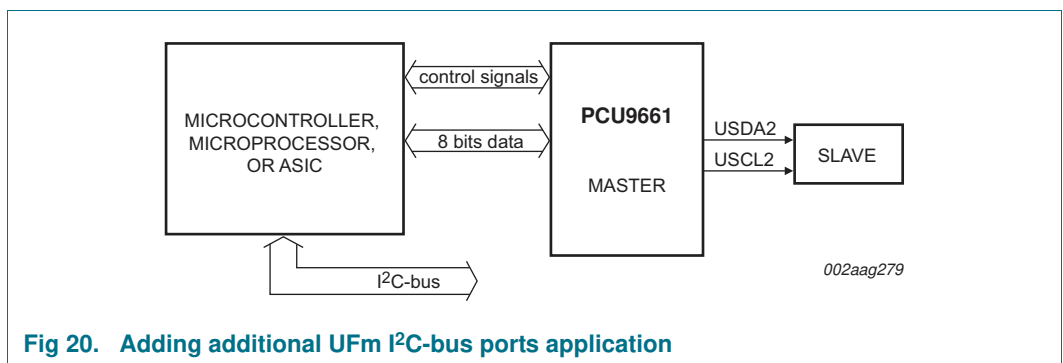 MICROCONTROLLER,
MICROPROCESSOR,
OR ASIC
control signals
8 bits data
PCU9661
MASTER
USDA2
USCL2
SLAVE
I²C-bus
002aag279
Fig 20. Adding additional UFm I²C-bus ports application